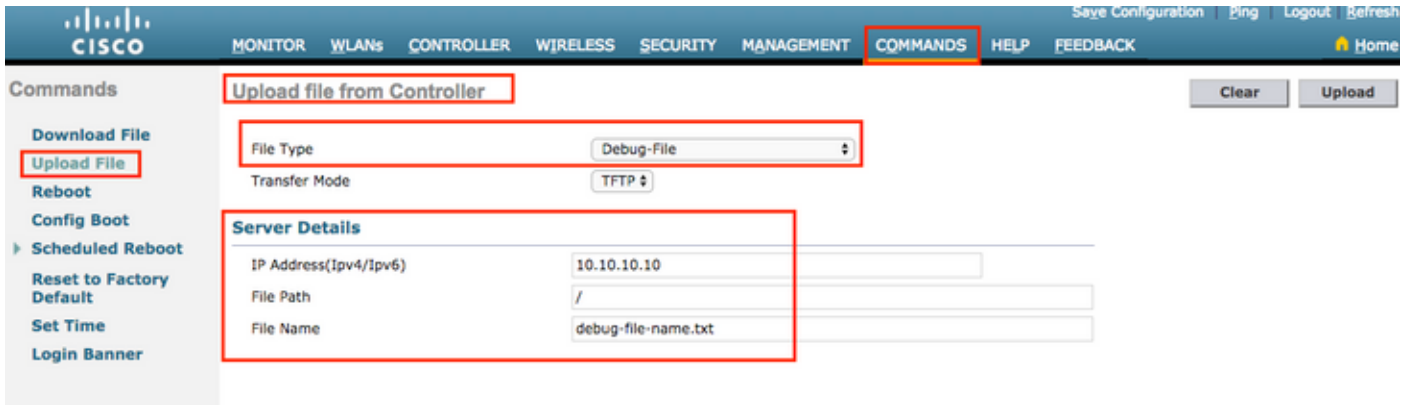 Save Configuration Ping Logout Refresh
CISCO MONITOR WLANs CONTROLLER WIRELESS SECURITY MANAGEMENT COMMANDS HELP FEEDBACK Home
Commands
Upload file from Controller
Clear Upload
Download File
Upload File
Reboot
Config Boot
Scheduled Reboot
Reset to Factory
Default
Set Time
Login Banner
File Type Debug-File
Transfer Mode TFTP
Server Details
IP Address(Ipv4/Ipv6) 10.10.10.10
File Path /
File Name debug-file-name.txt